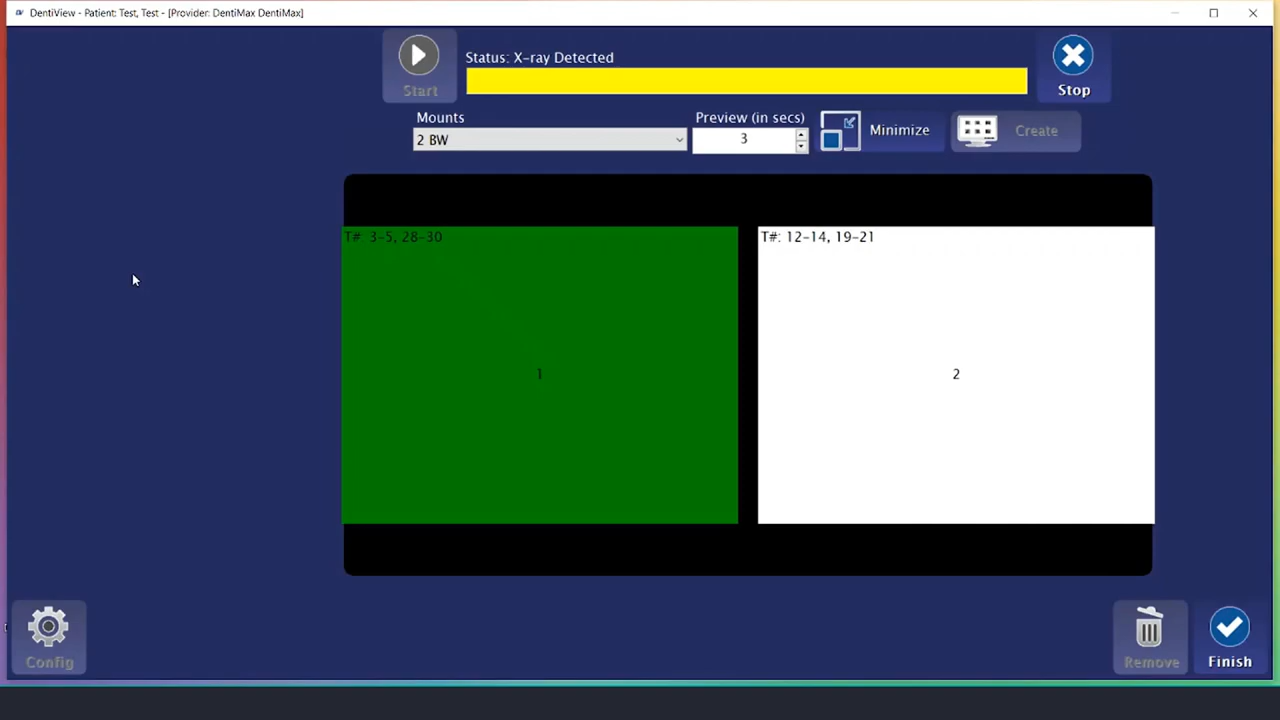 DentiView - Patient: Test, Test - [Provider: DentiMax DentiMax]
Start
Status: X-ray Detected
Stop
Mounts
2 BW
Preview (in secs)
3
Minimize
Create
T#: 3-5, 28-30
T#: 12-14, 19-21
1
2
Config
Remove
Finish